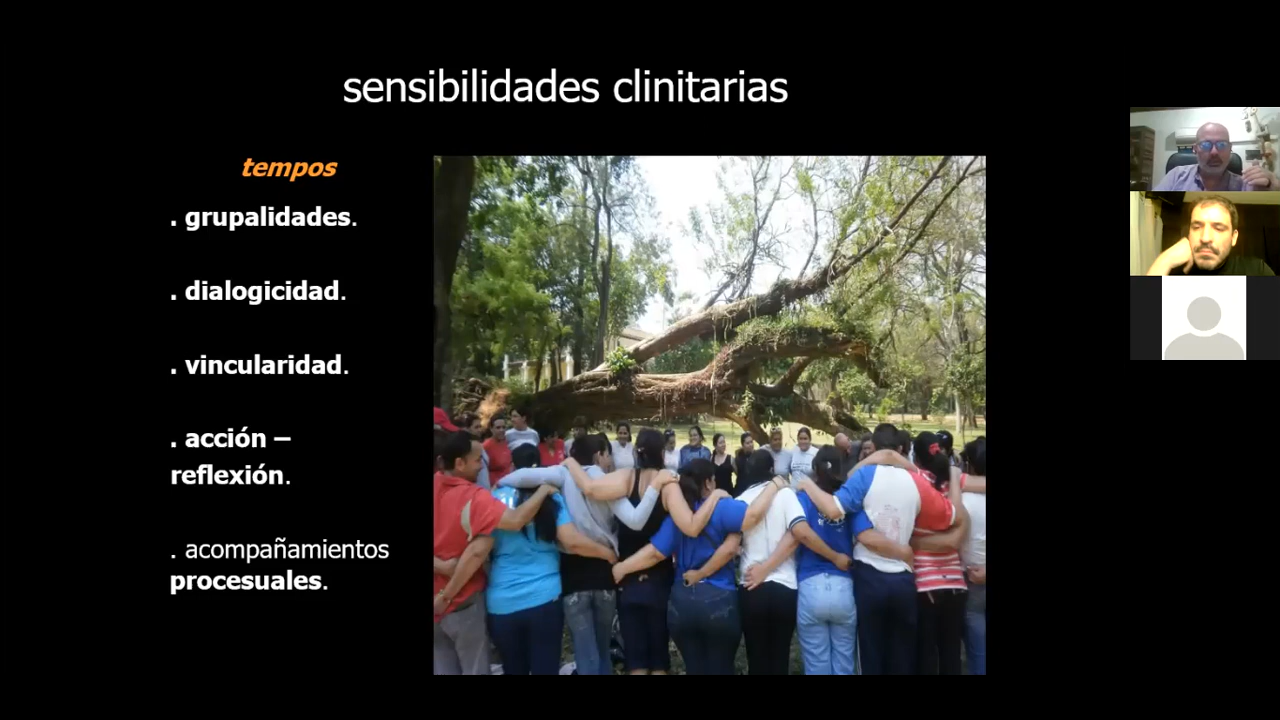 sensibilidades clinitarias
tempos
. grupalidades.
. dialogicidad.
. vincularidad.
. acción –
reflexión.
. acompañamientos
procesuales.